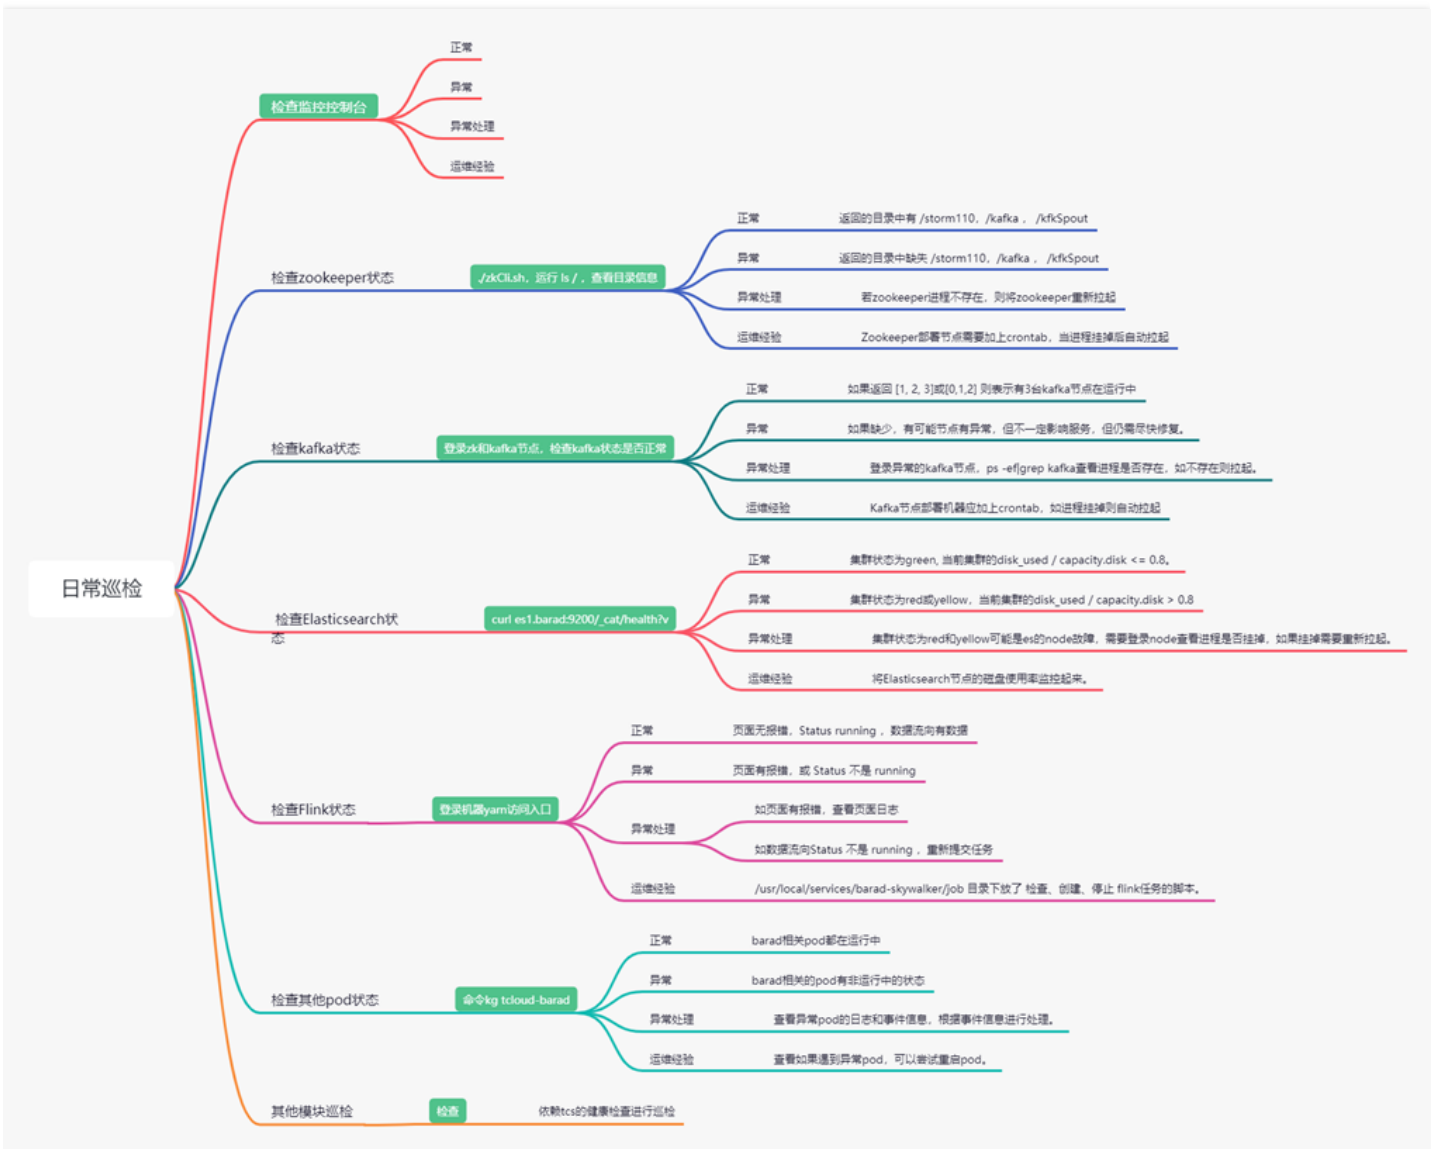 日常巡检
检查监控控制台
正常
异常
异常处理
运维经验
检查zookeeper状态
./zkCli.sh，运行 ls / ，查看目录信息
正常
返回的目录中有 /storm110，/kafka ， /kfkSpout
异常
返回的目录中缺失 /storm110，/kafka ， /kfkSpout
异常处理
若zookeeper进程不存在，则将zookeeper重新拉起
运维经验
Zookeeper部署节点需要加上crontab，当进程挂掉后自动拉起
检查kafka状态
登录zk和kafka节点，检查kafka状态是否正常
正常
如果返回 [1, 2, 3]或[0,1,2] 则表示有3台kafka节点在运行中
异常
如果缺少，有可能节点有异常，但不一定影响服务，但仍需尽快修复。
异常处理
登录异常的kafka节点，ps -ef|grep kafka查看进程是否存在，如不存在则拉起。
运维经验
Kafka节点部署机器应加上crontab，如进程挂掉则自动拉起
检查Elasticsearch状
态
curl es1.barad:9200/_cat/health?v
正常
集群状态为green, 当前集群的disk_used / capacity.disk <= 0.8。
异常
集群状态为red或yellow，当前集群的disk_used / capacity.disk > 0.8
异常处理
集群状态为red和yellow可能是es的node故障，需要登录node查看进程是否挂掉，如果挂掉需要重新拉起。
运维经验
将Elasticsearch节点的磁盘使用率监控起来。
检查Flink状态
登录机器yarn访问入口
正常
页面无报错，Status running ，数据流向有数据
异常
页面有报错，或 Status 不是 running
异常处理
如页面有报错，查看页面日志
如数据流向Status 不是 running ，重新提交任务
运维经验
/usr/local/services/barad-skywalker/job 目录下放了 检查、创建、停止 flink任务的脚本。
检查其他pod状态
命令kg tcloud-barad
正常
barad相关pod都在运行中
异常
barad相关的pod有非运行中的状态
异常处理
查看异常pod的日志和事件信息，根据事件信息进行处理。
运维经验
查看如果遇到异常pod，可以尝试重启pod。
其他模块巡检
检查
依赖tcs的健康检查进行巡检